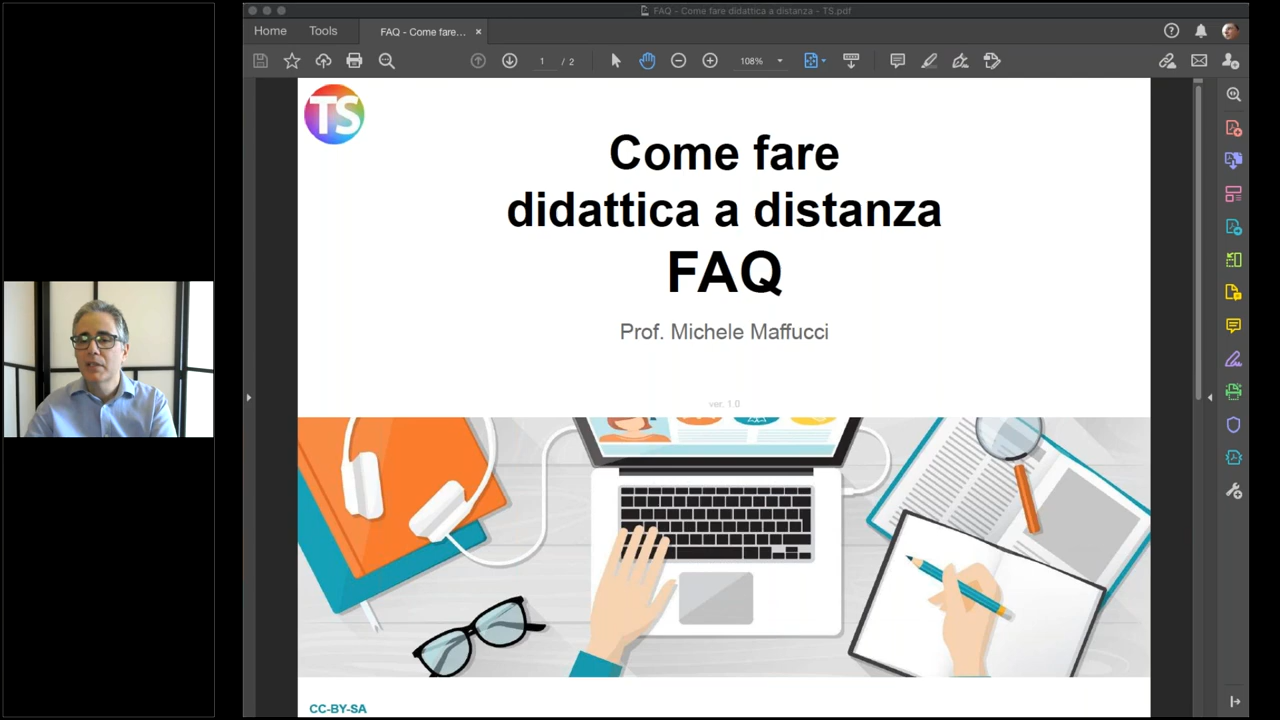 FAQ - Come fare didattica a distanza - TS.pdf
Home
Tools
FAQ - Come fare...
1 / 2
108%
TS
Come fare
didattica a distanza
FAQ
Prof. Michele Maffucci
ver. 1.0
CC-BY-SA